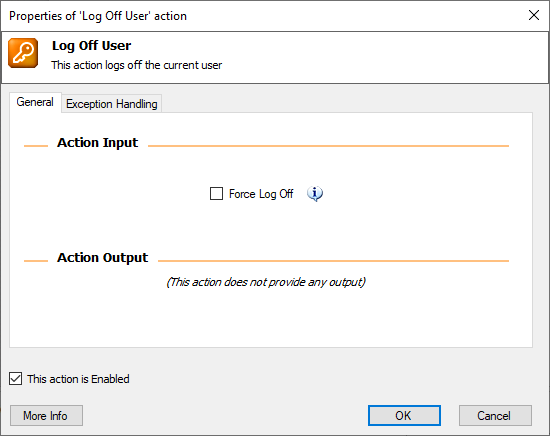 Properties of 'Log Off User' action
Log Off User
This action logs off the current user
General
Exception Handling
Action Input
Force Log Off
Action Output
(This action does not provide any output)
This action is Enabled
More Info
OK
Cancel